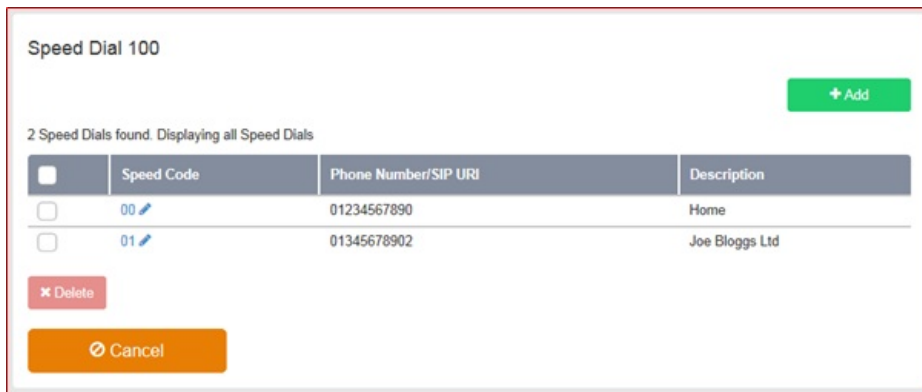 Speed Dial 100
+ Add
2 Speed Dials found. Displaying all Speed Dials
Speed Code Phone Number/SIP URI Description
00 01234567890 Home
01 01345678902 Joe Bloggs Ltd
Delete
Cancel